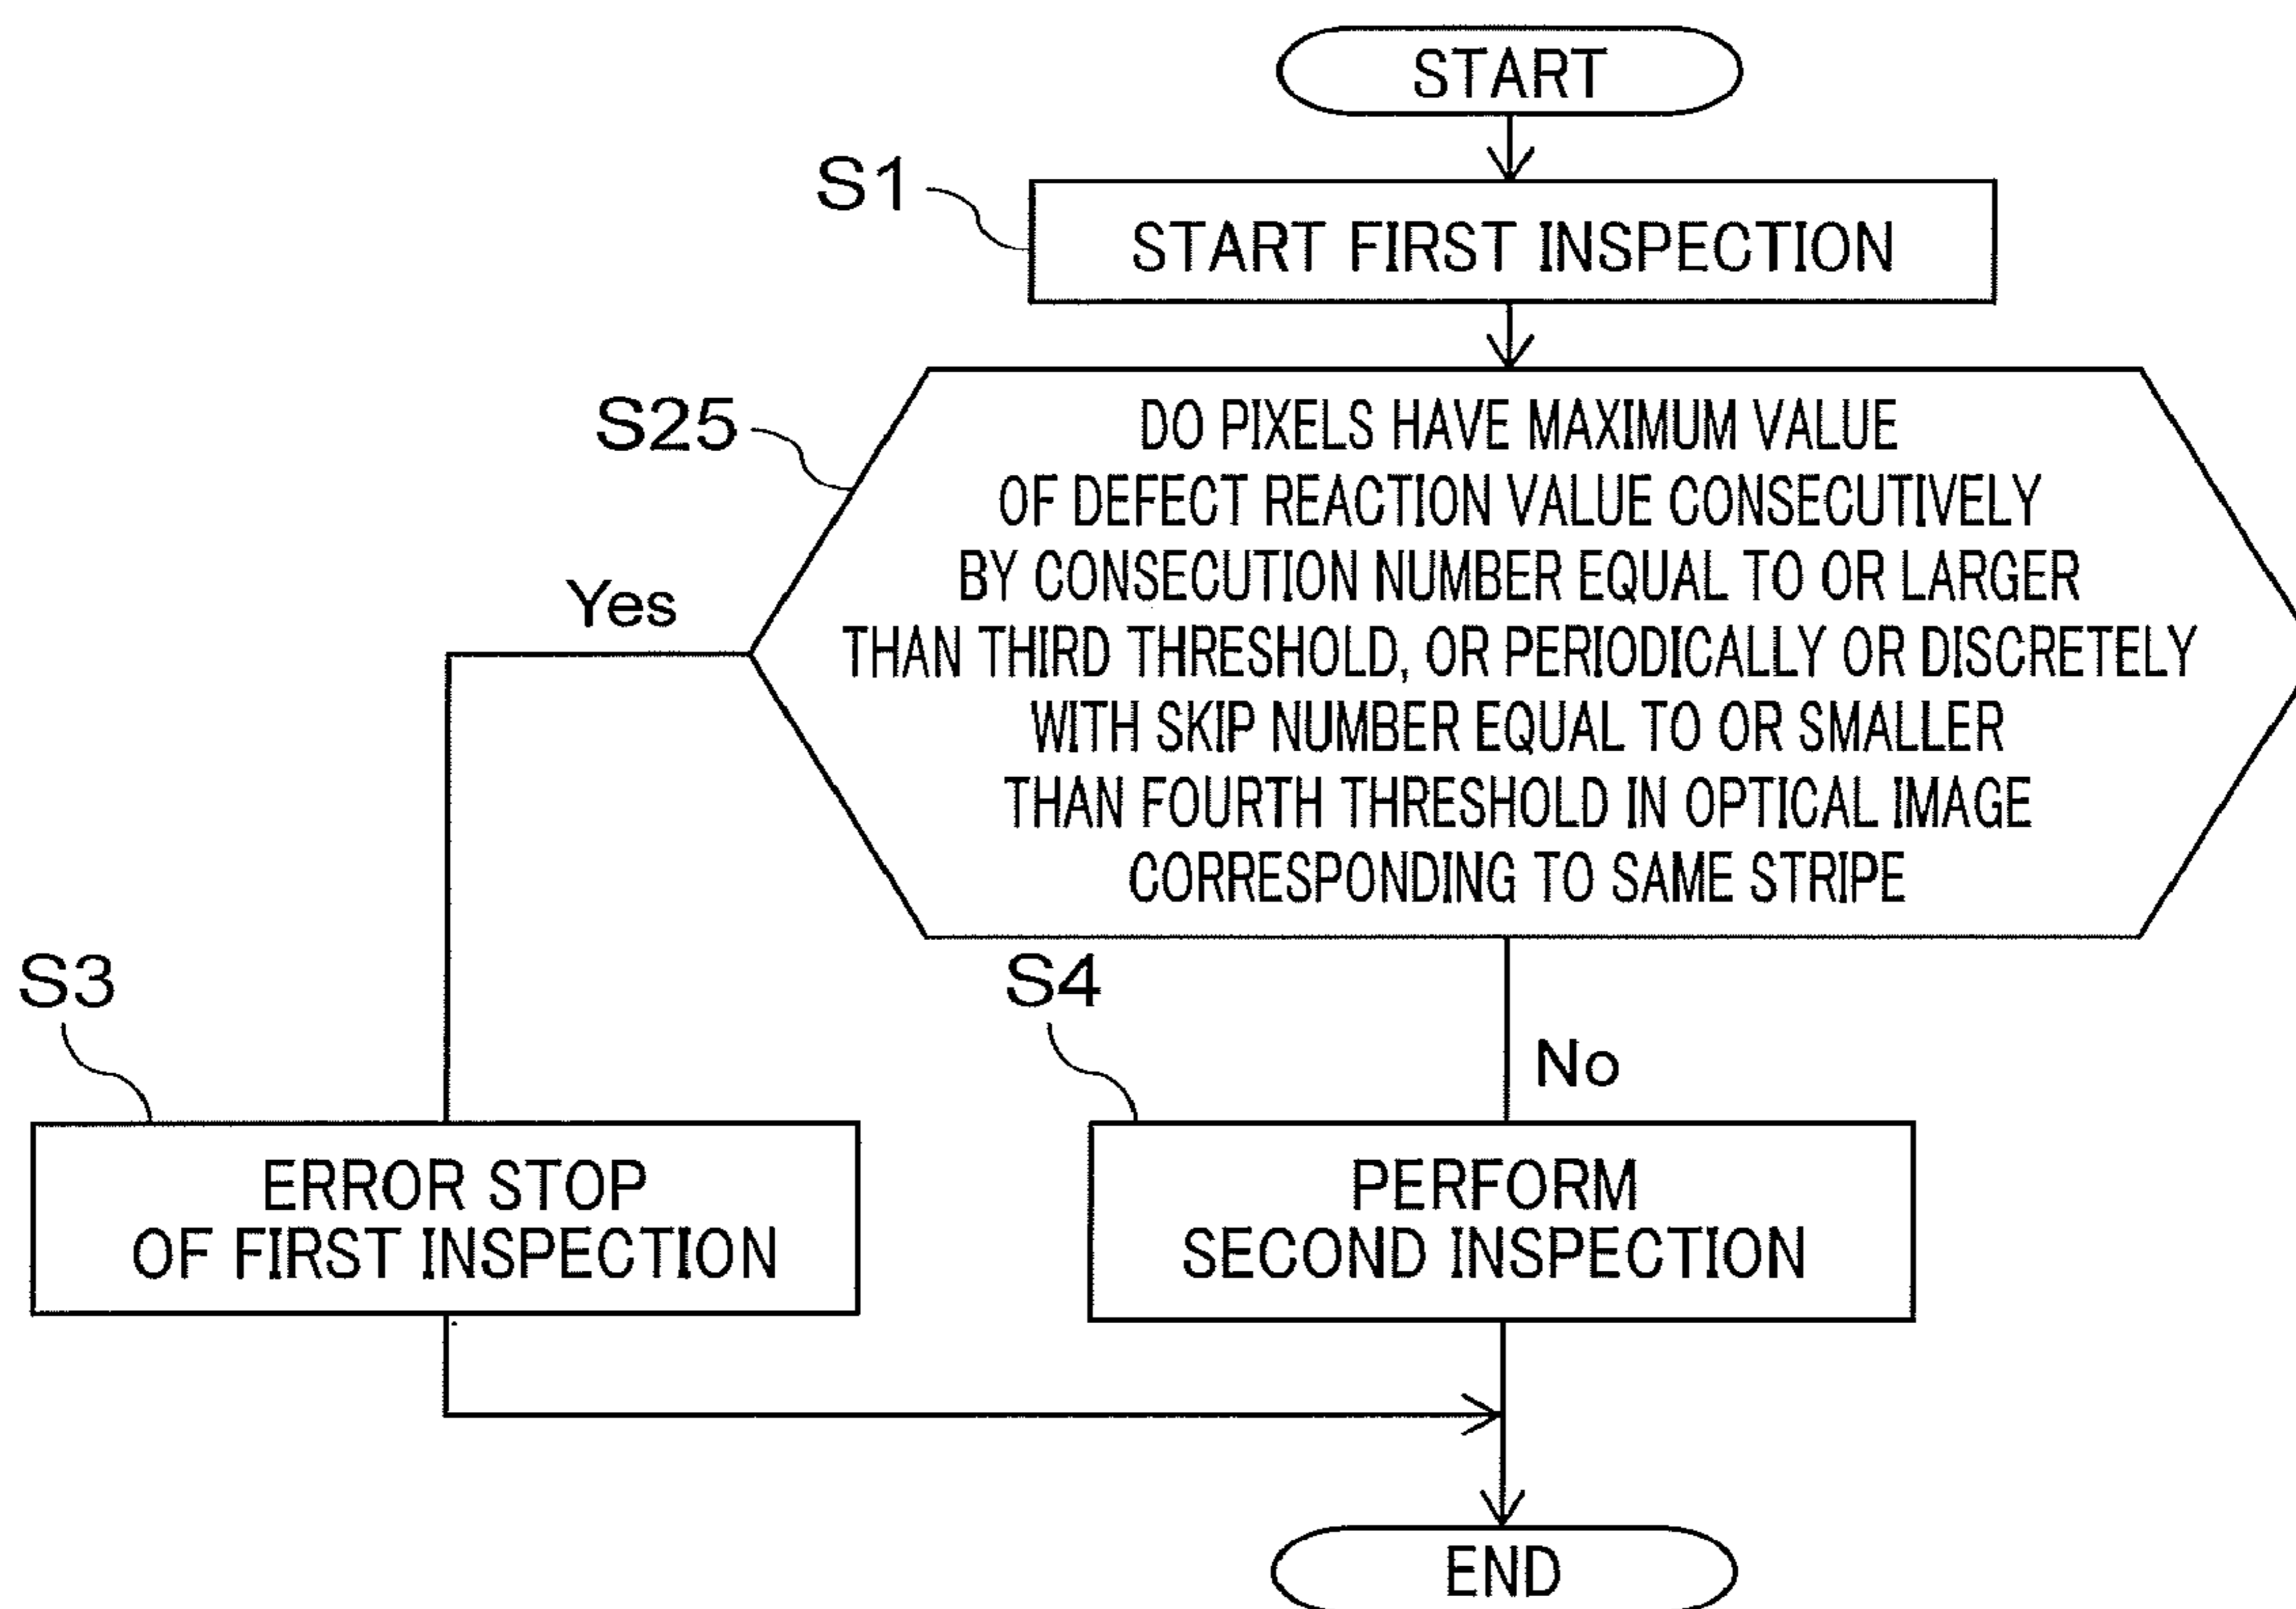 START
S1
START FIRST INSPECTION
S25
DO PIXELS HAVE MAXIMUM VALUE
OF DEFECT REACTION VALUE CONSECUTIVELY
BY CONSECUTION NUMBER EQUAL TO OR LARGER
THAN THIRD THRESHOLD, OR PERIODICALLY OR DISCRETELY
WITH SKIP NUMBER EQUAL TO OR SMALLER
THAN FOURTH THRESHOLD IN OPTICAL IMAGE
CORRESPONDING TO SAME STRIPE
Yes
No
S3
ERROR STOP
OF FIRST INSPECTION
S4
PERFORM
SECOND INSPECTION
END